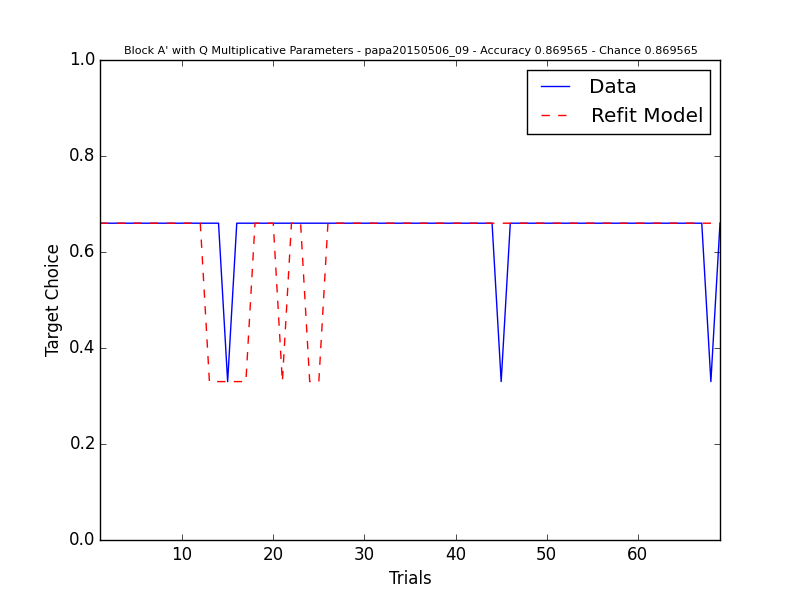 Block A' with Q Multiplicative Parameters - papa20150506_09 - Accuracy 0.869565 - Chance 0.869565
1.0
Data
Refit Model
0.8
0.6
Target Choice
0.4
0.2
0.0
10 20 30 40 50 60
Trials